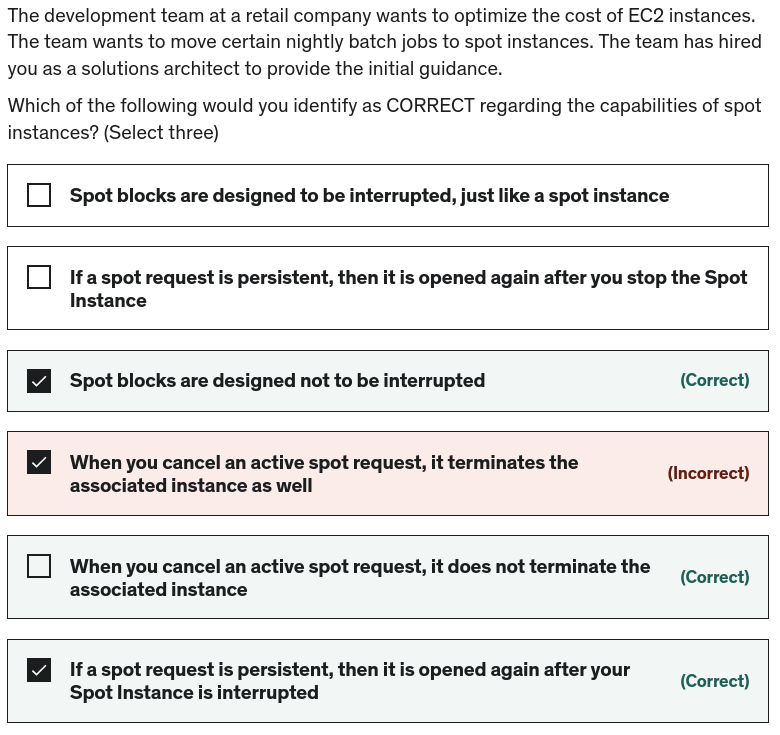 The development team at a retail company wants to optimize the cost of EC2 instances.
The team wants to move certain nightly batch jobs to spot instances. The team has hired
you as a solutions architect to provide the initial guidance.
Which of the following would you identify as CORRECT regarding the capabilities of spot
instances? (Select three)
Spot blocks are designed to be interrupted, just like a spot instance
If a spot request is persistent, then it is opened again after you stop the Spot
Instance
Spot blocks are designed not to be interrupted (Correct)
When you cancel an active spot request, it terminates the
associated instance as well
(Incorrect)
When you cancel an active spot request, it does not terminate the
associated instance
(Correct)
If a spot request is persistent, then it is opened again after your
Spot Instance is interrupted
(Correct)